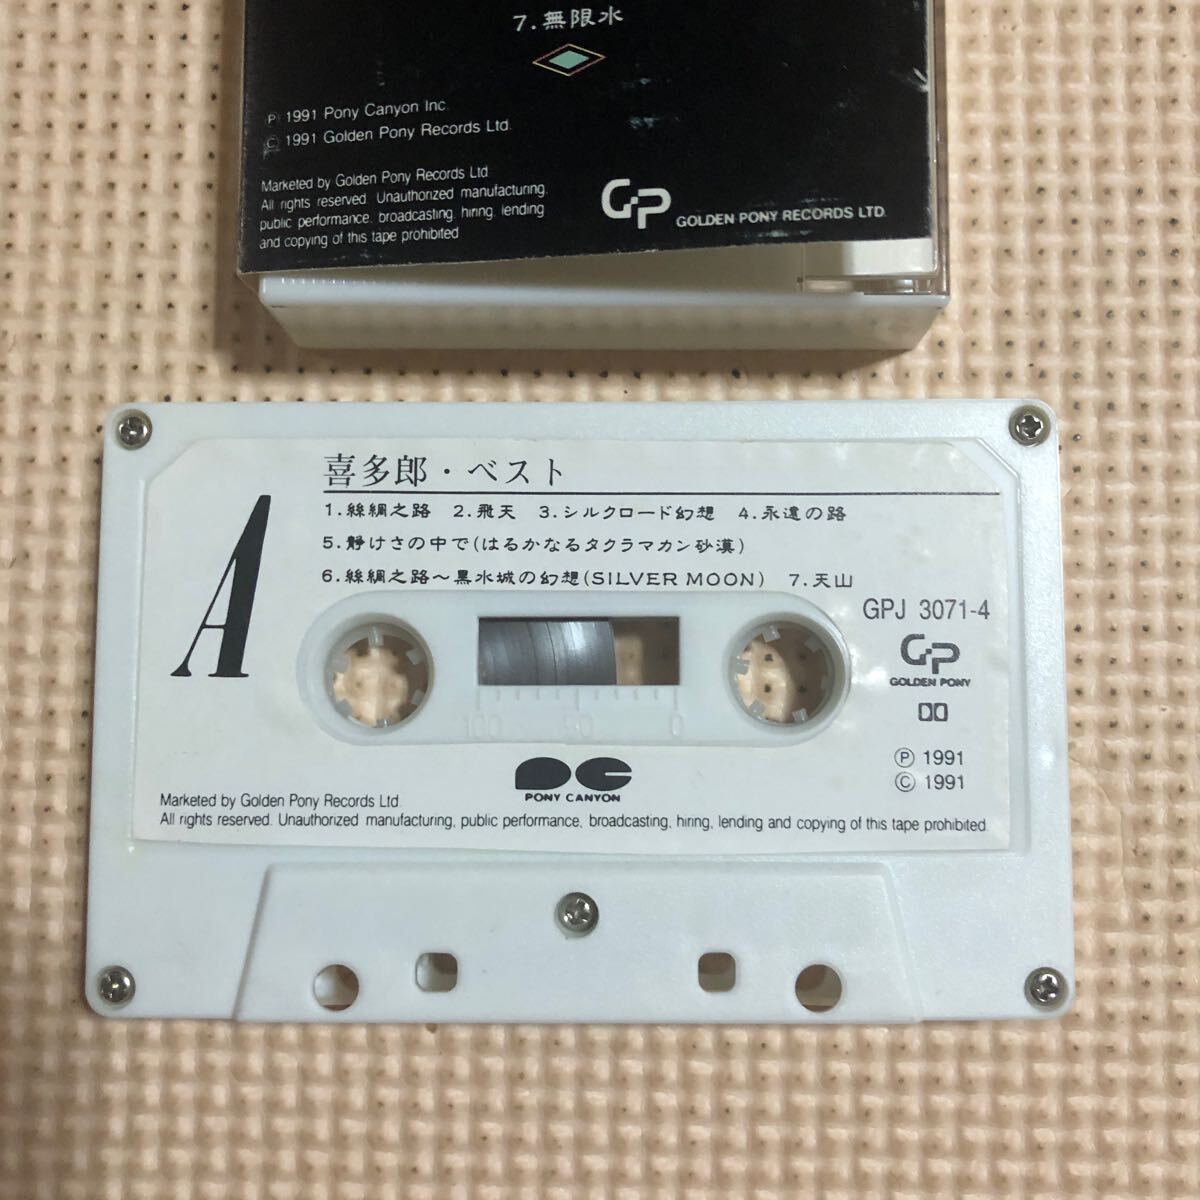 7.無限水
Ⓟ 1991 Pony Canyon Inc.
Ⓒ 1991 Golden Pony Records Ltd.
Marketed by Golden Pony Records Ltd
All rights reserved. Unauthorized manufacturing,
public performance, broadcasting, hiring, lending
and copying of this tape prohibited
GP GOLDEN PONY RECORDS LTD.
A
喜多郎・ベスト
1.絲綢之路 2.飛天 3.シルクロード幻想 4.永遠の路
5.静けさの中で(はるかなるタクラマカン砂漠)
6.絲綢之路～黒水城の幻想(SILVER MOON) 7.天山
GPJ 3071-4
GP
GOLDEN PONY
100 50 0
Ⓟ 1991
Ⓒ 1991
PC
PONY CANYON
Marketed by Golden Pony Records Ltd.
All rights reserved. Unauthorized manufacturing, public performance, broadcasting, hiring, lending and copying of this tape prohibited.